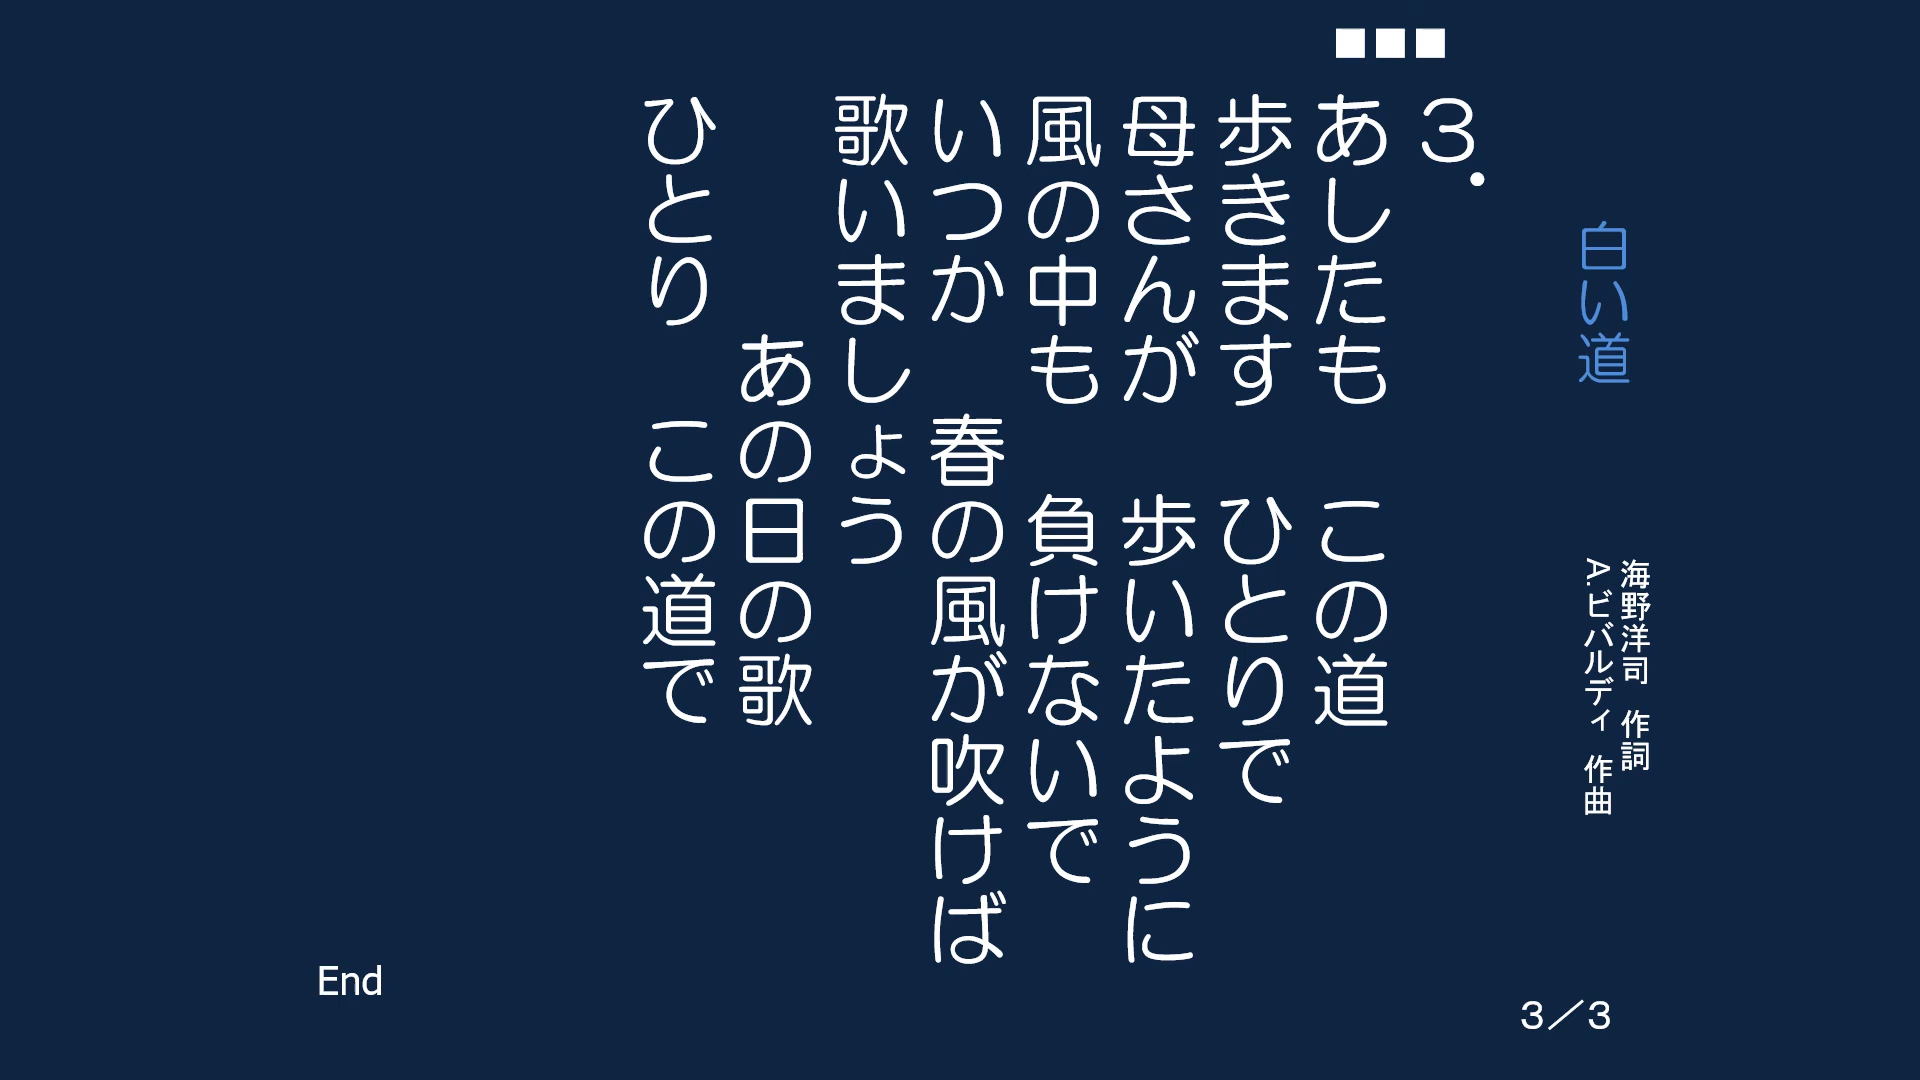 白い道
海野洋司 作詞
A.ビバルディ 作曲
3.
あしたも この道
歩きます ひとりで
母さんが 歩いたように
風の中も 負けないで
いつか 春の風が吹けば
歌いましょう
あの日の歌
ひとり この道で
3／3
End